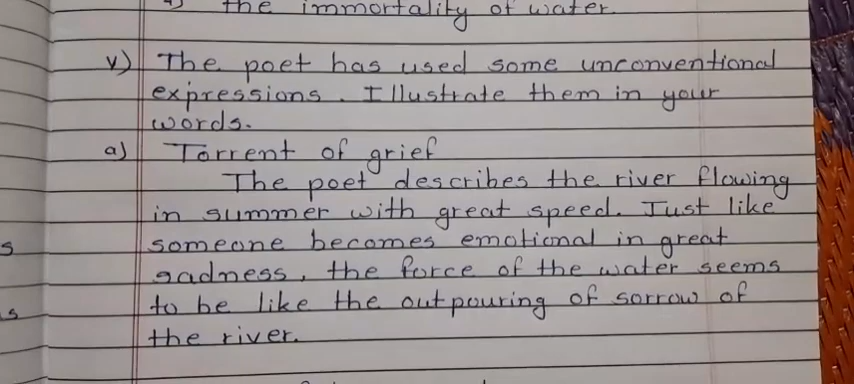 the immortality of water.
v) The poet has used some unconventional
expressions. Illustrate them in your
words.
a) Torrent of grief
The poet describes the river flowing
in summer with great speed. Just like
s someone becomes emotional in great
sadness, the force of the water seems
s to be like the outpouring of sorrow of
the river.